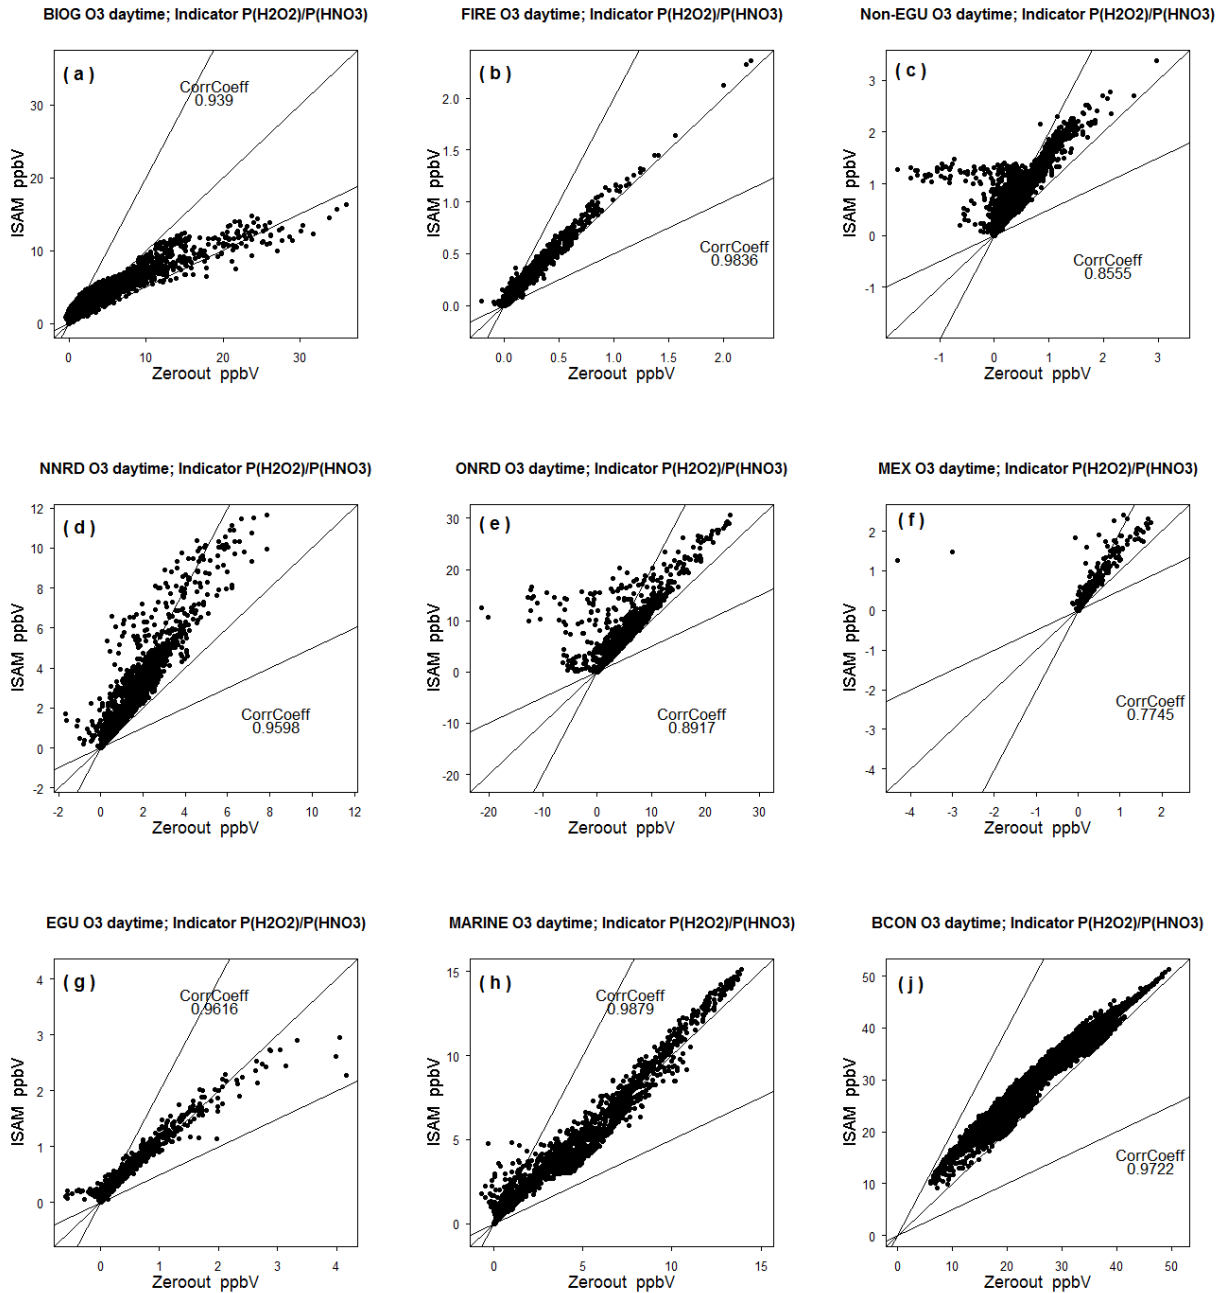 BIOG O3 daytime; Indicator P(H2O2)/P(HNO3)
( a )
CorrCoeff
0.939
ISAM ppbV
30
20
10
0
0 10 20 30
Zeroout ppbV
FIRE O3 daytime; Indicator P(H2O2)/P(HNO3)
( b )
CorrCoeff
0.9836
ISAM ppbV
2.0
1.5
1.0
0.5
0.0
0.0 0.5 1.0 1.5 2.0
Zeroout ppbV
Non-EGU O3 daytime; Indicator P(H2O2)/P(HNO3)
( c )
CorrCoeff
0.8555
ISAM ppbV
3
2
1
0
-1
-1 0 1 2 3
Zeroout ppbV
NNRD O3 daytime; Indicator P(H2O2)/P(HNO3)
( d )
CorrCoeff
0.9598
ISAM ppbV
12
10
8
6
4
2
0
-2
-2 0 2 4 6 8 10 12
Zeroout ppbV
ONRD O3 daytime; Indicator P(H2O2)/P(HNO3)
( e )
CorrCoeff
0.8917
ISAM ppbV
30
20
10
0
-10
-20
-20 -10 0 10 20 30
Zeroout ppbV
MEX O3 daytime; Indicator P(H2O2)/P(HNO3)
( f )
CorrCoeff
0.7745
ISAM ppbV
2
1
0
-1
-2
-3
-4
-4 -3 -2 -1 0 1 2
Zeroout ppbV
EGU O3 daytime; Indicator P(H2O2)/P(HNO3)
( g )
CorrCoeff
0.9616
ISAM ppbV
4
3
2
1
0
0 1 2 3 4
Zeroout ppbV
MARINE O3 daytime; Indicator P(H2O2)/P(HNO3)
( h )
CorrCoeff
0.9879
ISAM ppbV
15
10
5
0
0 5 10 15
Zeroout ppbV
BCON O3 daytime; Indicator P(H2O2)/P(HNO3)
( j )
CorrCoeff
0.9722
ISAM ppbV
50
40
30
20
10
0
0 10 20 30 40 50
Zeroout ppbV